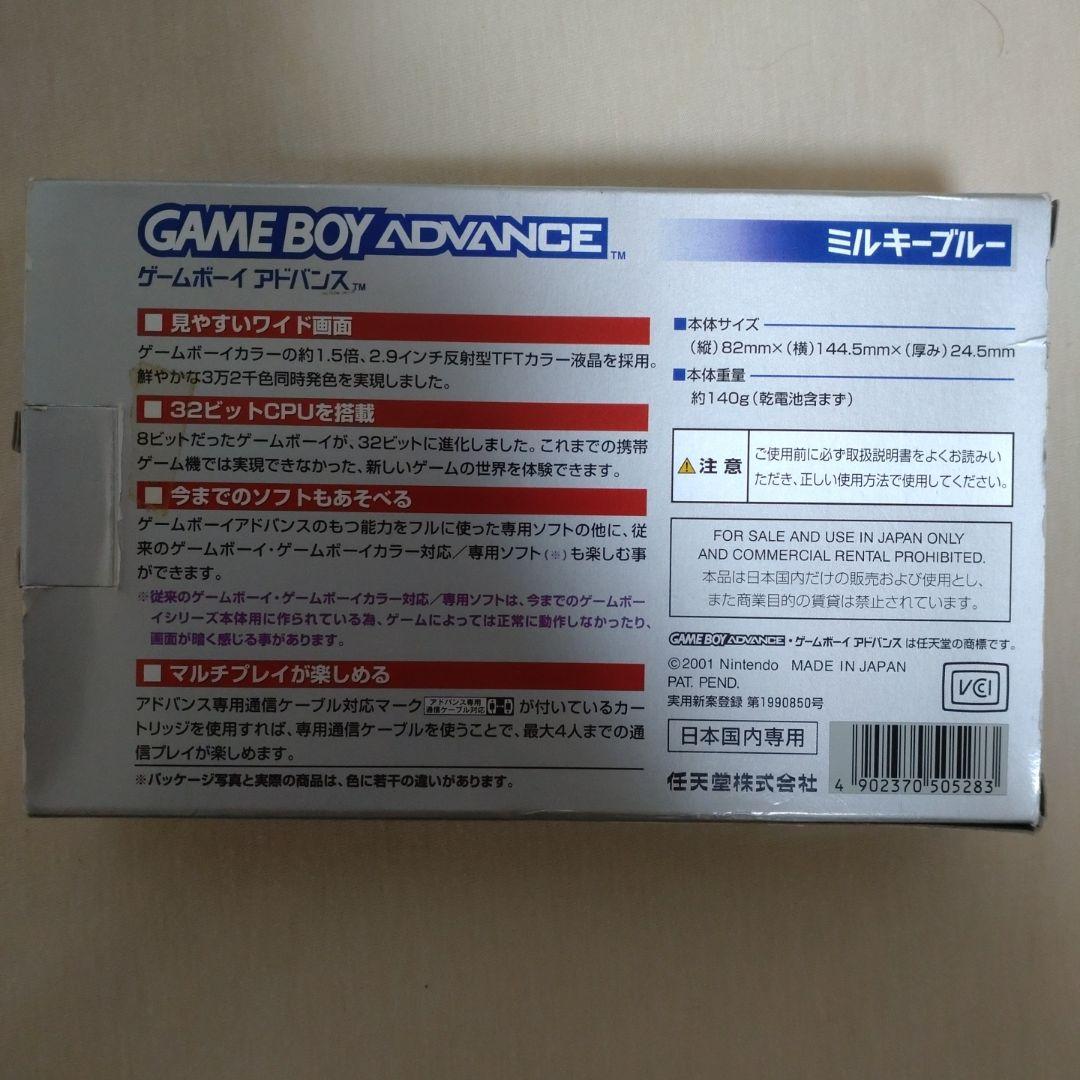 GAME BOY ADVANCE™
ゲームボーイ アドバンス™
■ 見やすいワイド画面
ゲームボーイカラーの約1.5倍、2.9インチ反射型TFTカラー液晶を採用。
鮮やかな3万2千色同時発色を実現しました。
■ 32ビットCPUを搭載
8ビットだったゲームボーイが、32ビットに進化しました。これまでの携帯
ゲーム機では実現できなかった、新しいゲームの世界を体験できます。
■ 今までのソフトもあそべる
ゲームボーイアドバンスのもつ能力をフルに使った専用ソフトの他に、従
来のゲームボーイ・ゲームボーイカラー対応/専用ソフト(※)も楽しむ事
ができます。
※従来のゲームボーイ・ゲームボーイカラー対応/専用ソフトは、今までのゲームボー
イシリーズ本体用に作られている為、ゲームによっては正常に動作しなかったり、
画面が暗く感じる事があります。
■ マルチプレイが楽しめる
アドバンス専用通信ケーブル対応マーク アドバンス専用 通信ケーブル対応 が付いているカー
トリッジを使用すれば、専用通信ケーブルを使うことで、最大4人までの通
信プレイが楽しめます。
※パッケージ写真と実際の商品は、色に若干の違いがあります。
ミルキーブルー
■本体サイズ
(縦)82mm×(横)144.5mm×(厚み)24.5mm
■本体重量
約140g(乾電池含まず)
⚠注意
ご使用前に必ず取扱説明書をよくお読みい
ただき、正しい使用方法で使用してください。
FOR SALE AND USE IN JAPAN ONLY
AND COMMERCIAL RENTAL PROHIBITED.
本品は日本国内だけの販売および使用とし、
また商業目的の賃貸は禁止されています。
GAME BOY ADVANCE・ゲームボーイ アドバンス は任天堂の商標です。
©2001 Nintendo MADE IN JAPAN
PAT. PEND.
実用新案登録 第1990850号
VCI
日本国内専用
任天堂株式会社
4 902370 505283